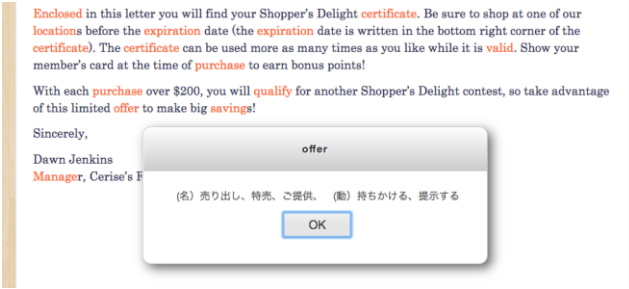 Enclosed in this letter you will find your Shopper's Delight certificate. Be sure to shop at one of our
locations before the expiration date (the expiration date is written in the bottom right corner of the
certificate). The certificate can be used more as many times as you like while it is valid. Show your
member's card at the time of purchase to earn bonus points!
With each purchase over $200, you will qualify for another Shopper's Delight contest, so take advantage
of this limited offer to make big savings!
Sincerely,
Dawn Jenkins
Manager, Cerise's F
offer
(名）売り出し、特売、ご提供、 (動）持ちかける、提示する
OK